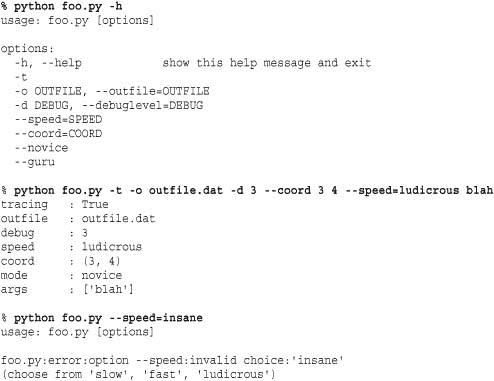 % python foo.py -h
usage: foo.py [options]
options:
-h, --help show this help message and exit
-t
-o OUTFILE, --outfile=OUTFILE
-d DEBUG, --debuglevel=DEBUG
--speed=SPEED
--coord=COORD
--novice
--guru
% python foo.py -t -o outfile.dat -d 3 --coord 3 4 --speed=ludicrous blah
tracing : True
outfile : outfile.dat
debug : 3
speed : ludicrous
coord : (3, 4)
mode : novice
args : ['blah']
% python foo.py --speed=insane
usage: foo.py [options]
foo.py:error:option --speed:invalid choice:'insane'
(choose from 'slow', 'fast', 'ludicrous')